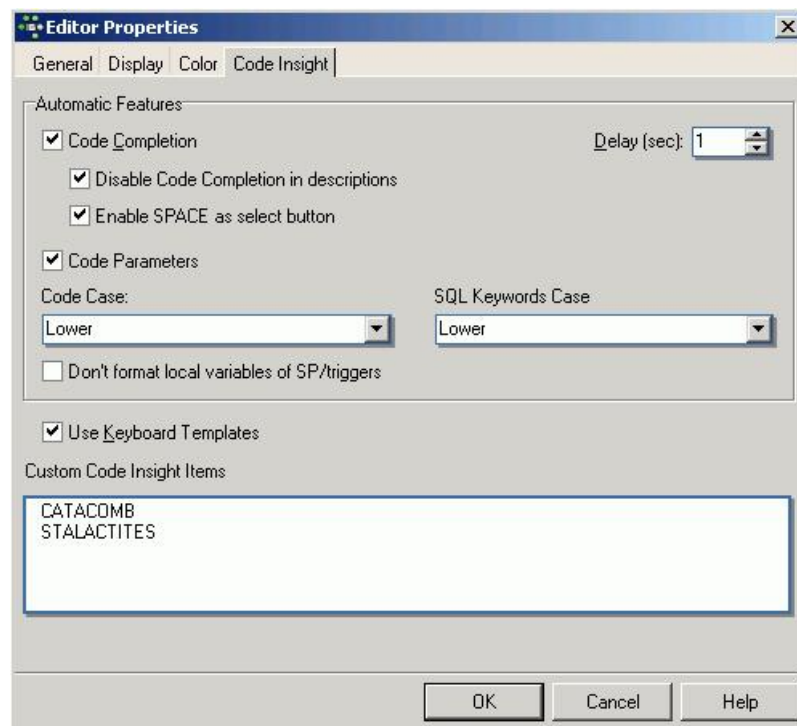 Editor Properties
General Display Color Code Insight
Automatic Features
Code Completion Delay (sec): 1
Disable Code Completion in descriptions
Enable SPACE as select button
Code Parameters
Code Case: SQL Keywords Case
Lower Lower
Don't format local variables of SP/triggers
Use Keyboard Templates
Custom Code Insight Items
CATACOMB
STALACTITES
OK Cancel Help